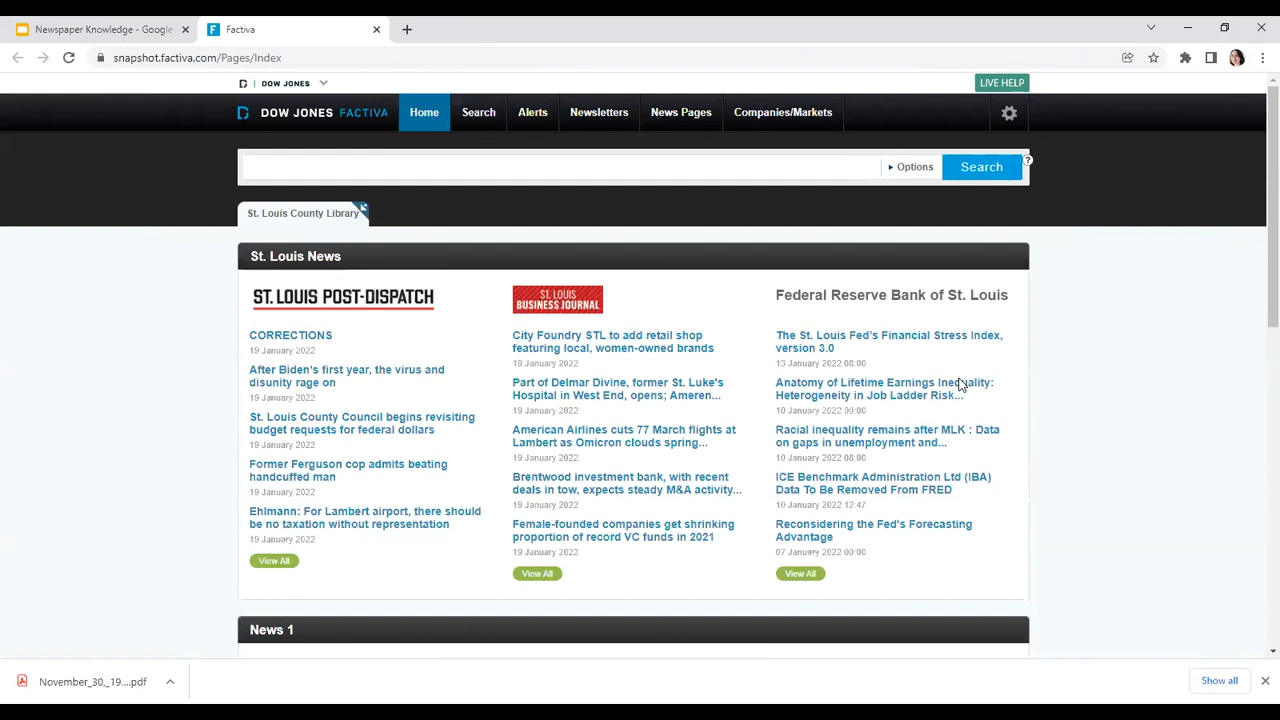 Newspaper Knowledge - Google
Factiva
snapshot.factiva.com/Pages/Index
DOW JONES
LIVE HELP
DOW JONES FACTIVA
Home
Search
Alerts
Newsletters
News Pages
Companies/Markets
Options
Search
?
St. Louis County Library
St. Louis News
ST. LOUIS POST-DISPATCH
CORRECTIONS
19 January 2022
After Biden's first year, the virus and
disunity rage on
19 January 2022
St. Louis County Council begins revisiting
budget requests for federal dollars
19 January 2022
Former Ferguson cop admits beating
handcuffed man
19 January 2022
Ehlmann: For Lambert airport, there should
be no taxation without representation
19 January 2022
View All
ST. LOUIS
BUSINESS JOURNAL
City Foundry STL to add retail shop
featuring local, women-owned brands
19 January 2022
Part of Delmar Divine, former St. Luke's
Hospital in West End, opens; Ameren...
19 January 2022
American Airlines cuts 77 March flights at
Lambert as Omicron clouds spring...
19 January 2022
Brentwood investment bank, with recent
deals in tow, expects steady M&A activity...
19 January 2022
Female-founded companies get shrinking
proportion of record VC funds in 2021
19 January 2022
View All
Federal Reserve Bank of St. Louis
The St. Louis Fed's Financial Stress Index,
version 3.0
13 January 2022 08:00
Anatomy of Lifetime Earnings Inequality:
Heterogeneity in Job Ladder Risk...
10 January 2022 00:00
Racial inequality remains after MLK : Data
on gaps in unemployment and...
10 January 2022 08:00
ICE Benchmark Administration Ltd (IBA)
Data To Be Removed From FRED
10 January 2022 12:47
Reconsidering the Fed's Forecasting
Advantage
07 January 2022 00:00
View All
News 1
November_30,_19....pdf
Show all